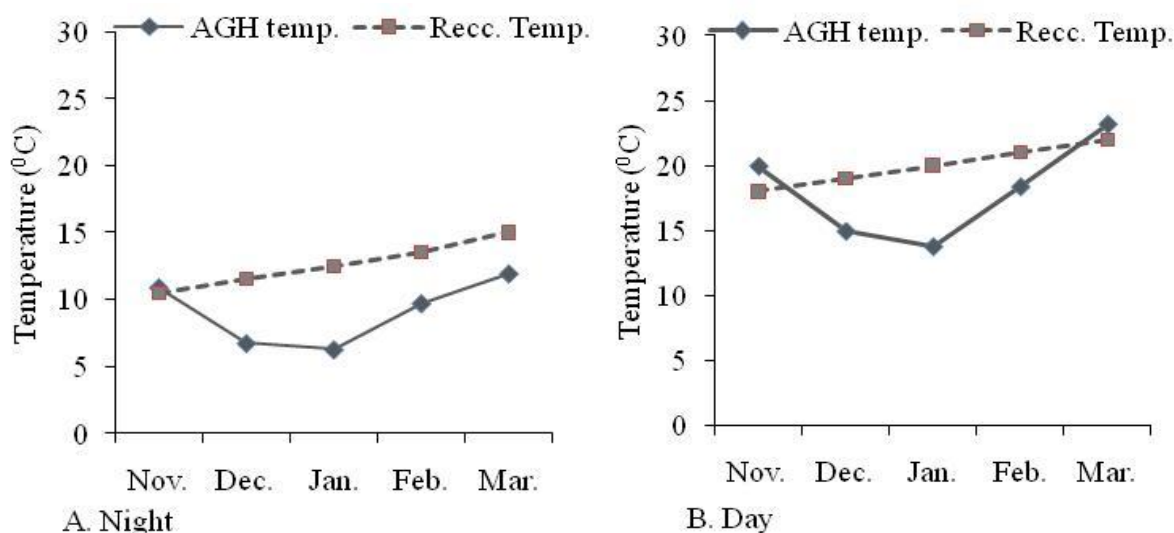 AGH temp. Recc. Temp.
30
25
20
15
10
5
0
Temperature (⁰C)
Nov. Dec. Jan. Feb. Mar.
A. Night
AGH temp. Recc. Temp.
30
25
20
15
10
5
0
Temperature (⁰C)
Nov. Dec. Jan. Feb. Mar.
B. Day